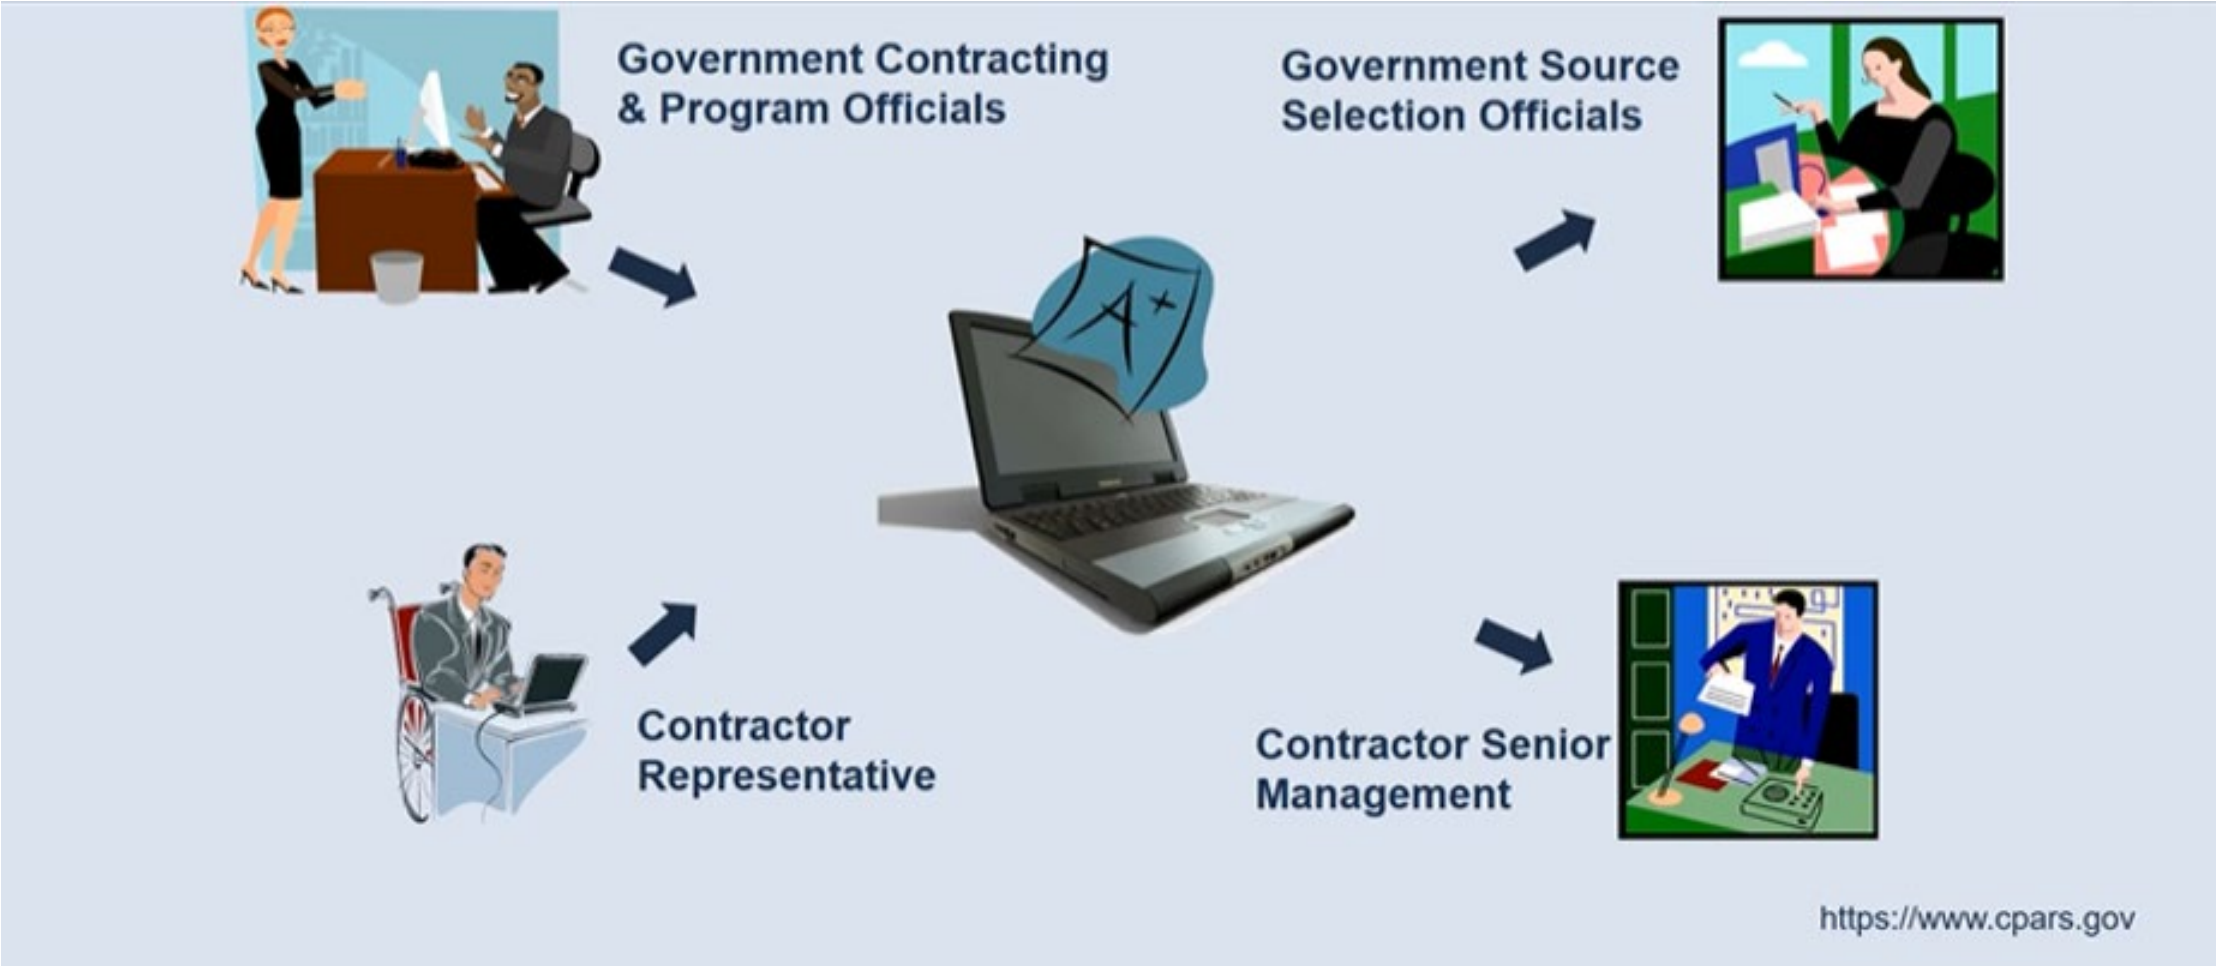 Government Contracting
& Program Officials
Government Source
Selection Officials
A+
Contractor
Representative
Contractor Senior
Management
https://www.cpars.gov